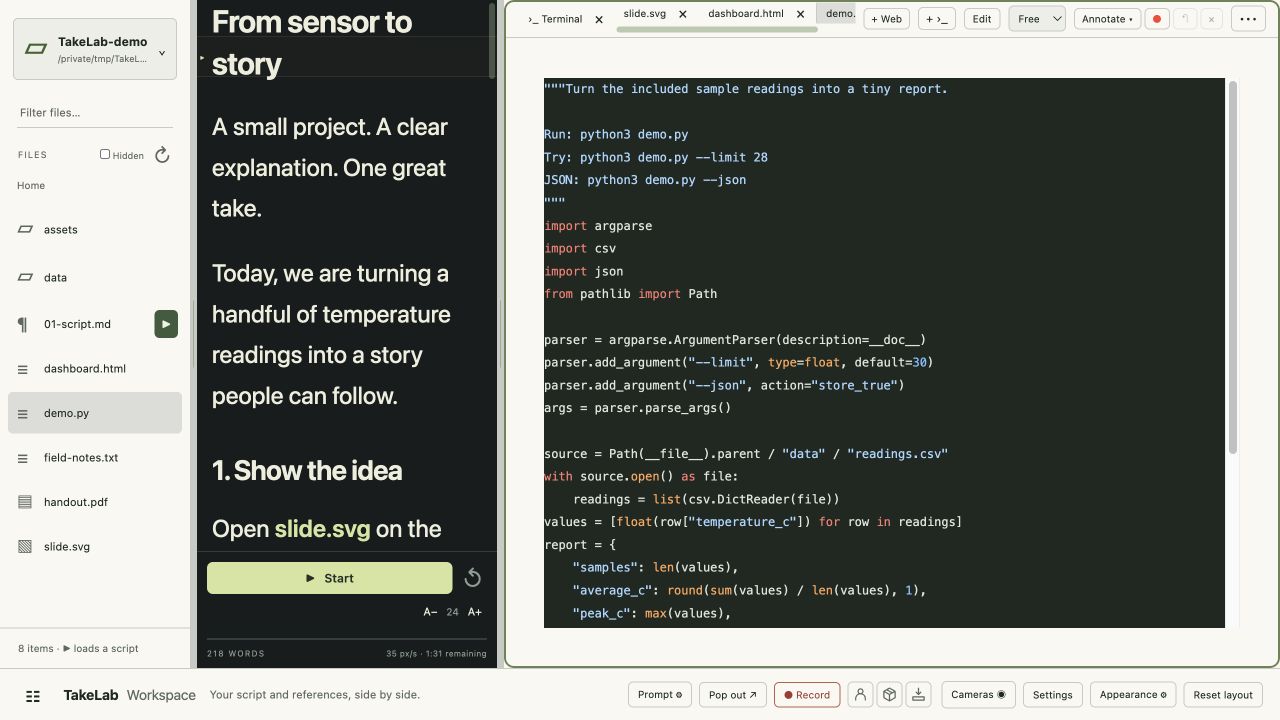 TakeLab-demo
/private/tmp/TakeL...
Filter files...
FILES
Hidden
Home
assets
data
01-script.md
dashboard.html
demo.py
field-notes.txt
handout.pdf
slide.svg
8 items · ▶ loads a script
From sensor to
story
A small project. A clear
explanation. One great
take.
Today, we are turning a
handful of temperature
readings into a story
people can follow.
1. Show the idea
Open slide.svg on the
▶ Start
A− 24 A+
218 WORDS
35 px/s · 1:31 remaining
›_ Terminal ×
slide.svg ×
dashboard.html ×
demo.
+ Web
+ ›_
Edit
Free
Annotate ▾
"""Turn the included sample readings into a tiny report.
Run: python3 demo.py
Try: python3 demo.py --limit 28
JSON: python3 demo.py --json
"""
import argparse
import csv
import json
from pathlib import Path
parser = argparse.ArgumentParser(description=__doc__)
parser.add_argument("--limit", type=float, default=30)
parser.add_argument("--json", action="store_true")
args = parser.parse_args()
source = Path(__file__).parent / "data" / "readings.csv"
with source.open() as file:
    readings = list(csv.DictReader(file))
values = [float(row["temperature_c"]) for row in readings]
report = {
    "samples": len(values),
    "average_c": round(sum(values) / len(values), 1),
    "peak_c": max(values),
TakeLab Workspace
Your script and references, side by side.
Prompt ⚙
Pop out ↗
Record
Cameras ◉
Settings
Appearance ⚙
Reset layout